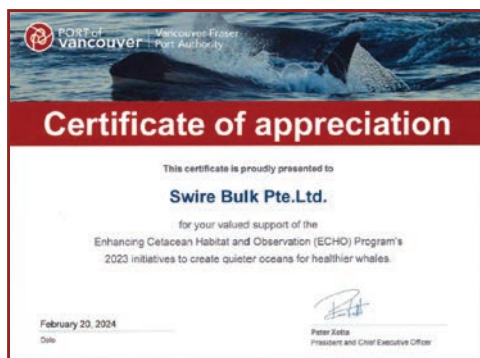 PORT of vancouver
Vancouver Fraser Port Authority
Certificate of appreciation
This certificate is proudly presented to
Swire Bulk Pte.Ltd.
for your valued support of the
Enhancing Cetacean Habitat and Observation (ECHO) Program's
2023 initiatives to create quieter oceans for healthier whales.
February 20, 2024
Date
Peter Xotta
President and Chief Executive Officer